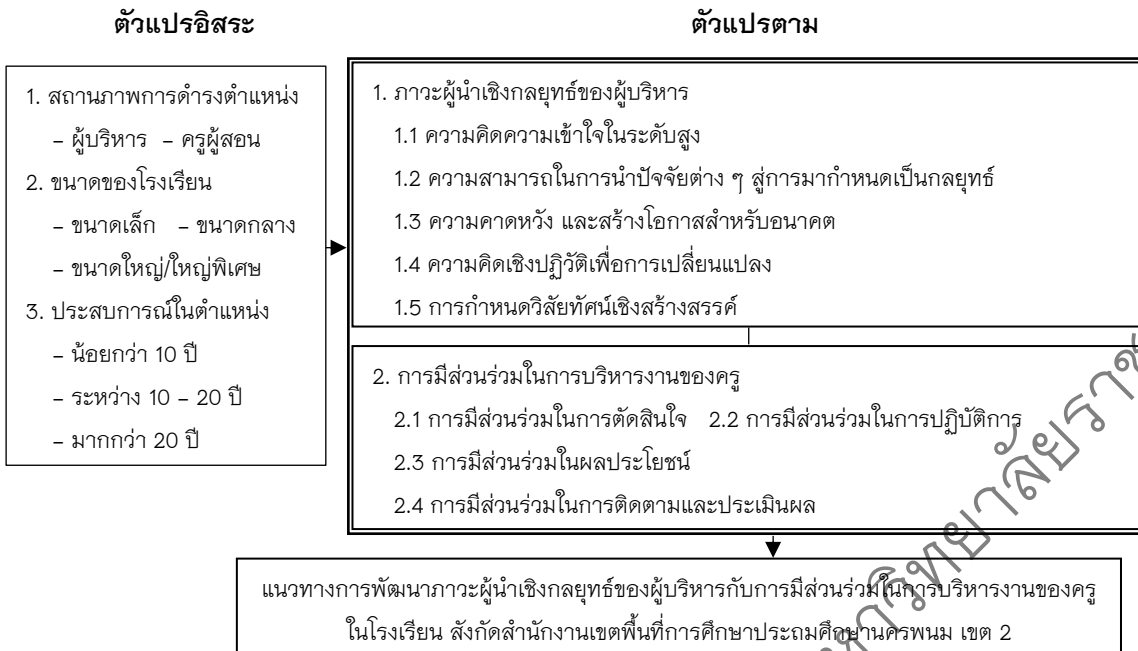 ตัวแปรอิสระ
ตัวแปรตาม
1. สถานภาพการดำรงตำแหน่ง
– ผู้บริหาร – ครูผู้สอน
2. ขนาดของโรงเรียน
– ขนาดเล็ก – ขนาดกลาง
– ขนาดใหญ่/ใหญ่พิเศษ
3. ประสบการณ์ในตำแหน่ง
– น้อยกว่า 10 ปี
– ระหว่าง 10 – 20 ปี
– มากกว่า 20 ปี
1. ภาวะผู้นำเชิงกลยุทธ์ของผู้บริหาร
1.1 ความคิดความเข้าใจในระดับสูง
1.2 ความสามารถในการนำปัจจัยต่าง ๆ สู่การมากำหนดเป็นกลยุทธ์
1.3 ความคาดหวัง และสร้างโอกาสสำหรับอนาคต
1.4 ความคิดเชิงปฏิวัติเพื่อการเปลี่ยนแปลง
1.5 การกำหนดวิสัยทัศน์เชิงสร้างสรรค์
2. การมีส่วนร่วมในการบริหารงานของครู
2.1 การมีส่วนร่วมในการตัดสินใจ 2.2 การมีส่วนร่วมในการปฏิบัติการ
2.3 การมีส่วนร่วมในผลประโยชน์
2.4 การมีส่วนร่วมในการติดตามและประเมินผล
แนวทางการพัฒนาภาวะผู้นำเชิงกลยุทธ์ของผู้บริหารกับการมีส่วนร่วมในการบริหารงานของครู
ในโรงเรียน สังกัดสำนักงานเขตพื้นที่การศึกษาประถมศึกษานครพนม เขต 2